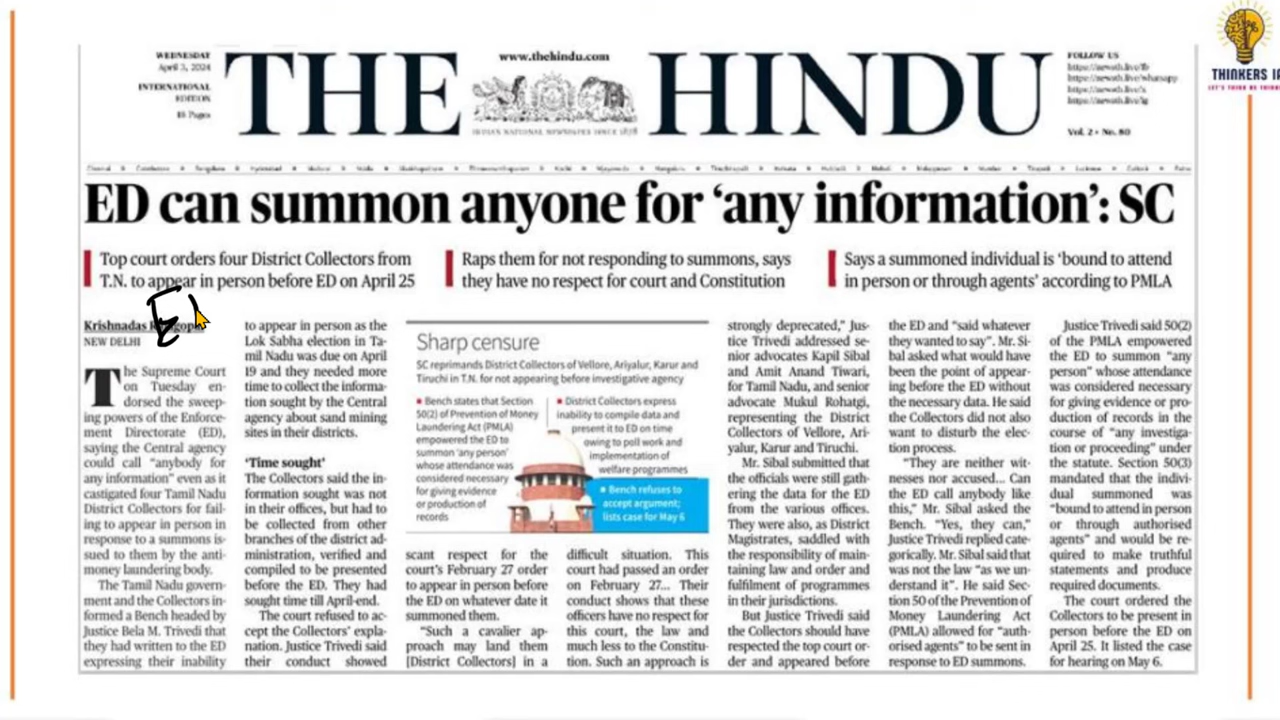 WEDNESDAY
April 3, 2024
INTERNATIONAL
EDITION
18 Pages
THE HINDU
www.thehindu.com
INDIAN NATIONAL NEWSPAPER SINCE 1878
FOLLOW US
Vol. 2 • No. 80
THINKERS IA
LET'S THINK BE THINK
ED can summon anyone for ‘any information’: SC
Top court orders four District Collectors from
T.N. to appear in person before ED on April 25
Raps them for not responding to summons, says
they have no respect for court and Constitution
Says a summoned individual is ‘bound to attend
in person or through agents’ according to PMLA
Krishnadas
NEW DELHI
The Supreme Court
on Tuesday en-
dorsed the sweep-
ing powers of the Enforce-
ment Directorate (ED),
saying the Central agency
could call “anybody for
any information” even as it
castigated four Tamil Nadu
District Collectors for fail-
ing to appear in person in
response to a summons is-
sued to them by the anti-
money laundering body.
The Tamil Nadu govern-
ment and the Collectors in-
formed a Bench headed by
Justice Bela M. Trivedi that
they had written to the ED
expressing their inability
to appear in person as the
Lok Sabha election in Ta-
mil Nadu was due on April
19 and they needed more
time to collect the informa-
tion sought by the Central
agency about sand mining
sites in their districts.
‘Time sought’
The Collectors said the in-
formation sought was not
in their offices, but had to
be collected from other
branches of the district ad-
ministration, verified and
compiled to be presented
before the ED. They had
sought time till April-end.
The court refused to ac-
cept the Collectors’ expla-
nation. Justice Trivedi said
their conduct showed
Sharp censure
SC reprimands District Collectors of Vellore, Ariyalur, Karur and
Tiruchi in T.N. for not appearing before investigative agency
Bench states that Section
50(2) of Prevention of Money
Laundering Act (PMLA)
empowered the ED to
summon ‘any person’
whose attendance was
considered necessary
for giving evidence
or production of
records
District Collectors express
inability to compile data and
present it to ED on time
owing to poll work and
implementation of
welfare programmes
Bench refuses to
accept argument;
lists case for May 6
scant respect for the
court’s February 27 order
to appear in person before
the ED on whatever date it
summoned them.
“Such a cavalier ap-
proach may land them
[District Collectors] in a
difficult situation. This
court had passed an order
on February 27... Their
conduct shows that these
officers have no respect for
this court, the law and
much less to the Constitu-
tion. Such an approach is
strongly deprecated,” Jus-
tice Trivedi addressed se-
nior advocates Kapil Sibal
and Amit Anand Tiwari,
for Tamil Nadu, and senior
advocate Mukul Rohatgi,
representing the District
Collectors of Vellore, Ari-
yalur, Karur and Tiruchi.
Mr. Sibal submitted that
the officials were still gath-
ering the data for the ED
from the various offices.
They were also, as District
Magistrates, saddled with
the responsibility of main-
taining law and order and
fulfilment of programmes
in their jurisdictions.
But Justice Trivedi said
the Collectors should have
respected the top court or-
der and appeared before
the ED and “said whatever
they wanted to say”. Mr. Si-
bal asked what would have
been the point of appear-
ing before the ED without
the necessary data. He said
the Collectors did not also
want to disturb the elec-
tion process.
“They are neither wit-
nesses nor accused... Can
the ED call anybody like
this,” Mr. Sibal asked the
Bench. “Yes, they can,”
Justice Trivedi replied cate-
gorically. Mr. Sibal said that
was not the law “as we un-
derstand it”. He said Sec-
tion 50 of the Prevention of
Money Laundering Act
(PMLA) allowed for “auth-
orised agents” to be sent in
response to ED summons.
Justice Trivedi said 50(2)
of the PMLA empowered
the ED to summon “any
person” whose attendance
was considered necessary
for giving evidence or pro-
duction of records in the
course of “any investiga-
tion or proceeding” under
the statute. Section 50(3)
mandated that the indivi-
dual summoned was
“bound to attend in person
or through authorised
agents” and would be re-
quired to make truthful
statements and produce
required documents.
The court ordered the
Collectors to be present in
person before the ED on
April 25. It listed the case
for hearing on May 6.